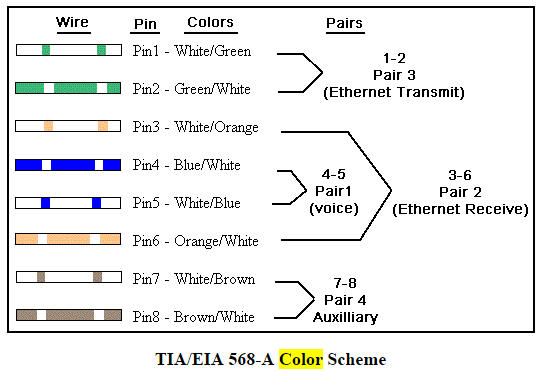 Wire Pin Colors Pairs
Pin1 - White/Green
Pin2 - Green/White
1-2
Pair 3
(Ethernet Transmit)
Pin3 - White/Orange
Pin4 - Blue/White
Pin5 - White/Blue
Pin6 - Orange/White
4-5
Pair1
(voice)
3-6
Pair 2
(Ethernet Receive)
Pin7 - White/Brown
Pin8 - Brown/White
7-8
Pair 4
Auxilliary
TIA/EIA 568-A Color Scheme